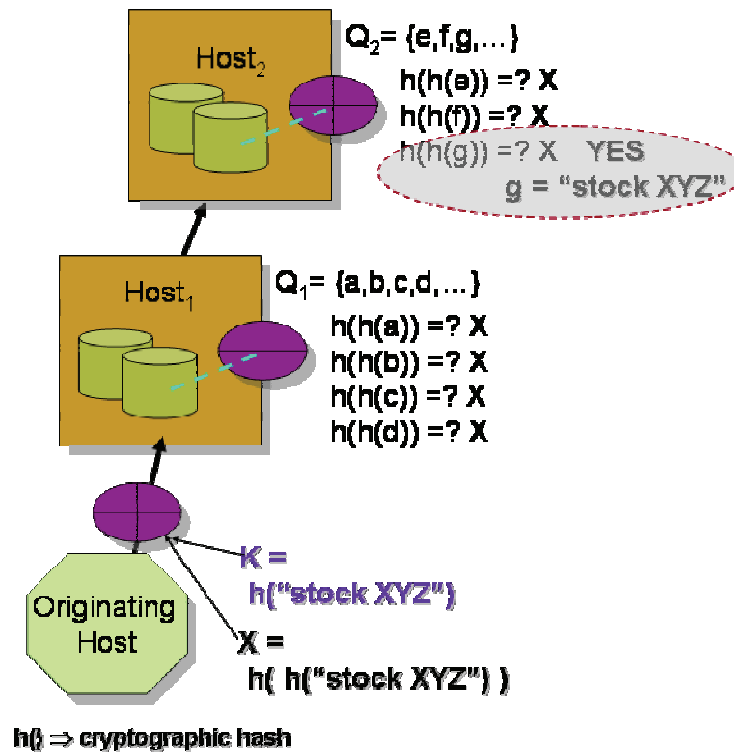 Q₂= {e,f,g,…}
Host₂
h(h(e)) =? X
h(h(f)) =? X
h(h(g)) =? X YES
g = “stock XYZ”
Q₁= {a,b,c,d,…}
Host₁
h(h(a)) =? X
h(h(b)) =? X
h(h(c)) =? X
h(h(d)) =? X
K =
h(“stock XYZ”)
Originating
Host
X =
h( h(“stock XYZ”) )
h() ⇒ cryptographic hash